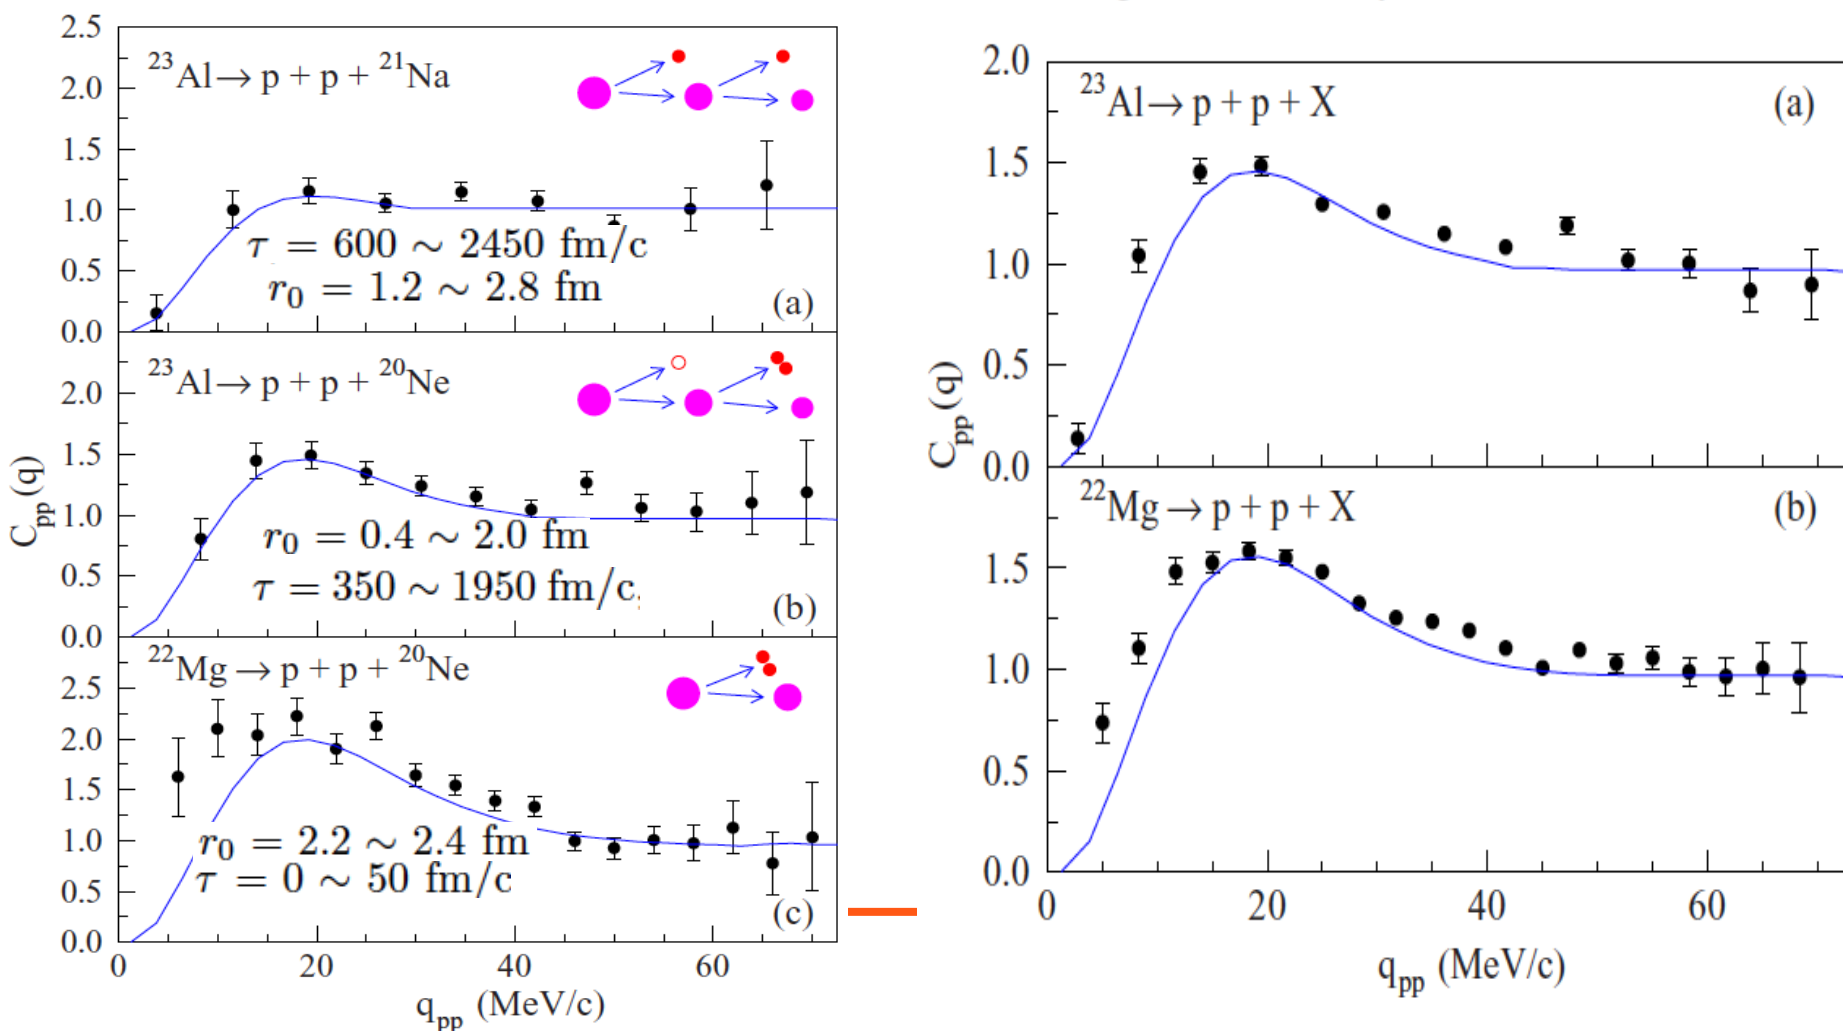 2.5
2.0
1.5
1.0
0.5
0.0
²³Al→ p + p + ²¹Na
τ = 600 ∼ 2450 fm/c
r₀ = 1.2 ∼ 2.8 fm
(a)
2.0
1.5
1.0
0.5
0.0
²³Al→ p + p + ²⁰Ne
r₀ = 0.4 ∼ 2.0 fm
τ = 350 ∼ 1950 fm/c,
(b)
C_pp(q)
2.5
2.0
1.5
1.0
0.5
0.0
²²Mg→ p + p + ²⁰Ne
r₀ = 2.2 ∼ 2.4 fm
τ = 0 ∼ 50 fm/c
(c)
0 20 40 60
q_pp (MeV/c)
2.0
1.5
1.0
0.5
0.0
²³Al→ p + p + X
(a)
C_pp(q)
1.5
1.0
0.5
0.0
²²Mg→ p + p + X
(b)
0 20 40 60
q_pp (MeV/c)